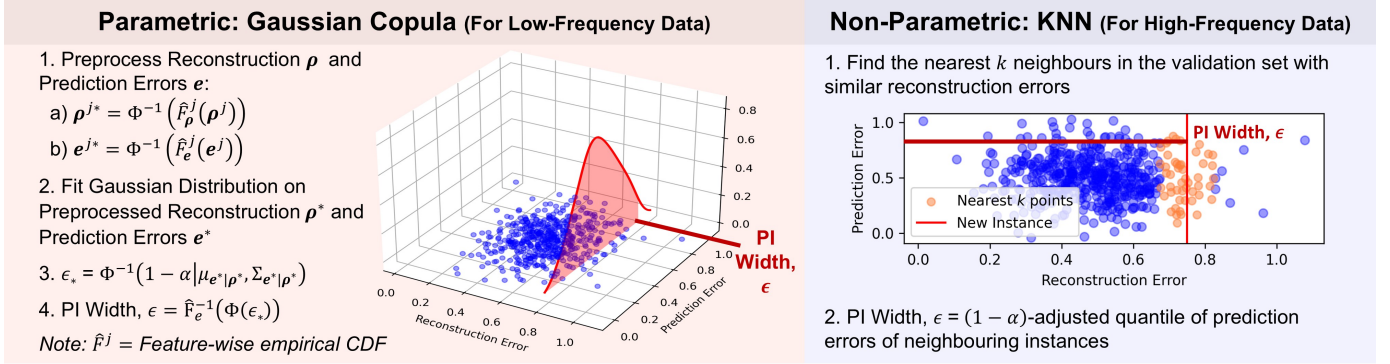 Parametric: Gaussian Copula (For Low-Frequency Data)
1. Preprocess Reconstruction ρ and
Prediction Errors e:
a) ρ^{j*} = Φ^{-1}(F̂_ρ^j(ρ^j))
b) e^{j*} = Φ^{-1}(F̂_e^j(e^j))
2. Fit Gaussian Distribution on
Preprocessed Reconstruction ρ* and
Prediction Errors e*
3. ϵ_* = Φ^{-1}(1 − α|μ_{e*|ρ*}, Σ_{e*|ρ*})
4. PI Width, ϵ = F̂_e^{-1}(Φ(ϵ_*))
Note: F̂^j = Feature-wise empirical CDF
0.8
0.6
0.4
0.2
0.0
0.0
0.2
0.4
0.6
0.8
1.0
Reconstruction Error
0.0
0.2
0.4
0.6
0.8
1.0
Prediction Error
PI
Width,
ϵ
Non-Parametric: KNN (For High-Frequency Data)
1. Find the nearest k neighbours in the validation set with
similar reconstruction errors
1.0
0.5
0.0
Prediction Error
PI Width, ϵ
Nearest k points
New Instance
0.0
0.2
0.4
0.6
0.8
1.0
Reconstruction Error
2. PI Width, ϵ = (1 − α)-adjusted quantile of prediction
errors of neighbouring instances